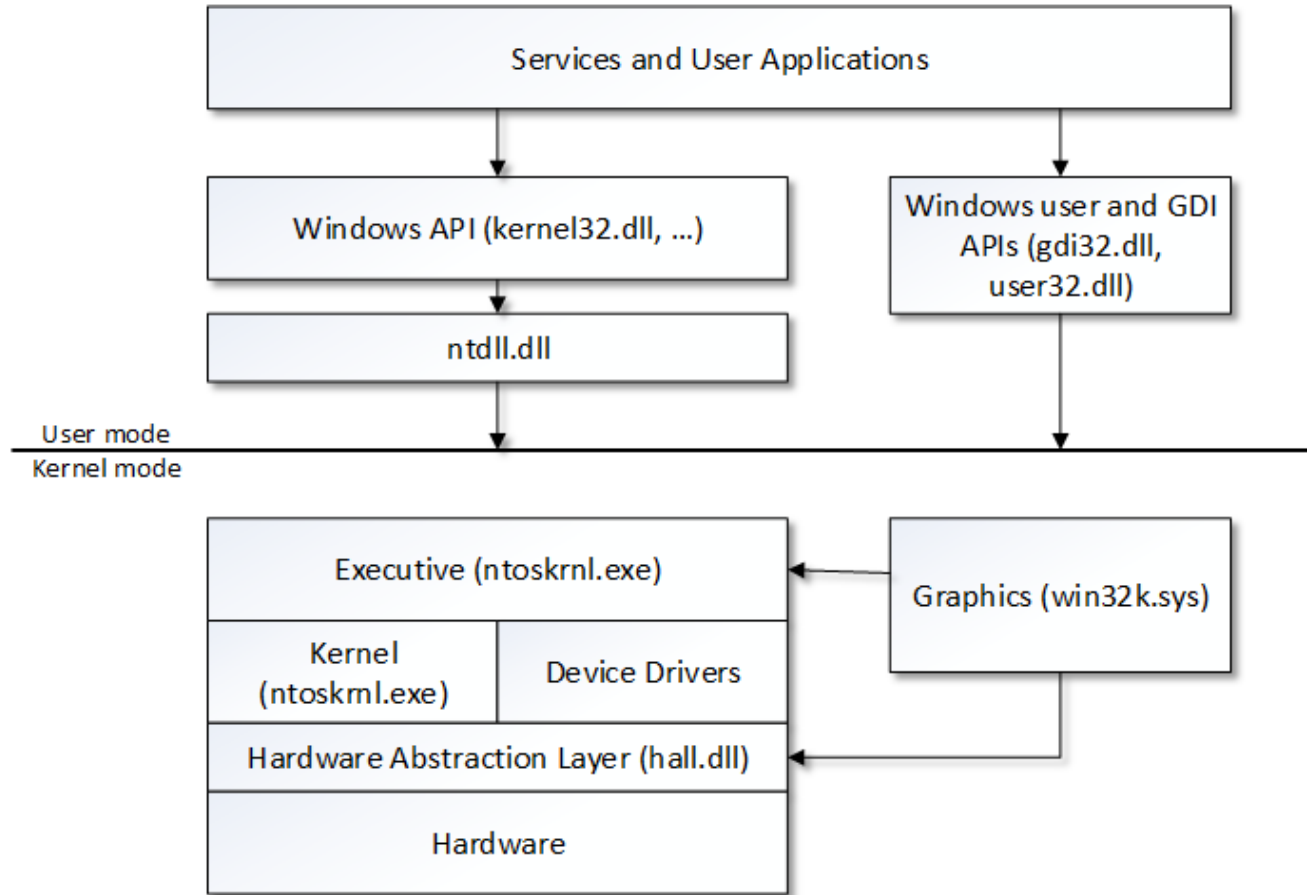 Services and User Applications
Windows API (kernel32.dll, ...)
Windows user and GDI
APIs (gdi32.dll,
user32.dll)
ntdll.dll
User mode
Kernel mode
Executive (ntoskrnl.exe)
Graphics (win32k.sys)
Kernel
(ntoskrnl.exe)
Device Drivers
Hardware Abstraction Layer (hall.dll)
Hardware